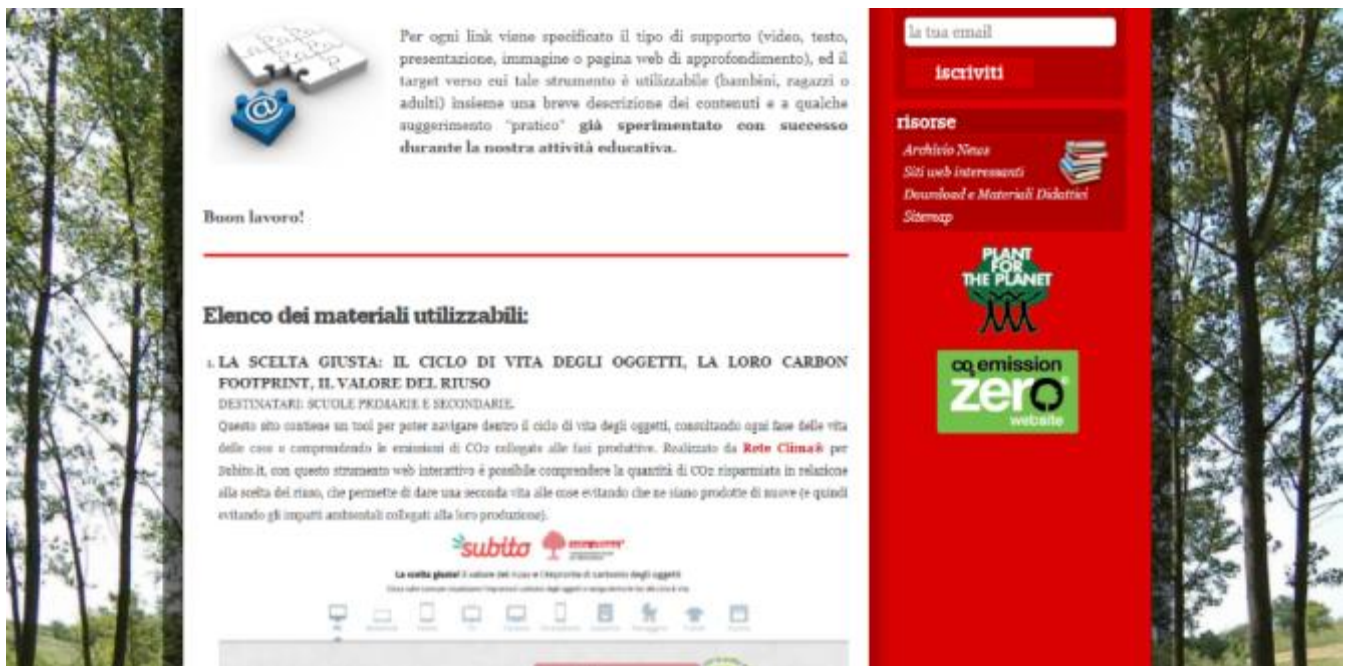 Per ogni link viene specificato il tipo di supporto (video, testo,
presentazione, immagine o pagina web di approfondimento), ed il
target verso cui tale strumento è utilizzabile (bambini, ragazzi o
adulti) insieme una breve descrizione dei contenuti e a qualche
suggerimento "pratico" già sperimentato con successo
durante la nostra attività educativa.
Buon lavoro!
Elenco dei materiali utilizzabili:
1. LA SCELTA GIUSTA: IL CICLO DI VITA DEGLI OGGETTI, LA LORO CARBON
FOOTPRINT, IL VALORE DEL RIUSO
DESTINATARI: SCUOLE PRIMARIE E SECONDARIE.
Questo sito contiene un tool per poter navigare dentro il ciclo di vita degli oggetti, consultando ogni fase delle vita
delle cose e comprendendo le emissioni di CO2 collegate alle fasi produttive. Realizzato da Rete Clima® per
Subito.it, con questo strumento web interattivo è possibile comprendere la quantità di CO2 risparmiata in relazione
alla scelta del riuso, che permette di dare una seconda vita alle cose evitando che ne siano prodotte di nuove (e quindi
evitando gli impatti ambientali collegati alla loro produzione).
subito
La scelta giusta! Il valore del riuso e l'impronta di carbonio degli oggetti
la tua email
iscriviti
risorse
Archivio News
Siti web interessanti
Download e Materiali Didattici
Sitemap
PLANT
FOR
THE PLANET
CO2 emission
zero®
website